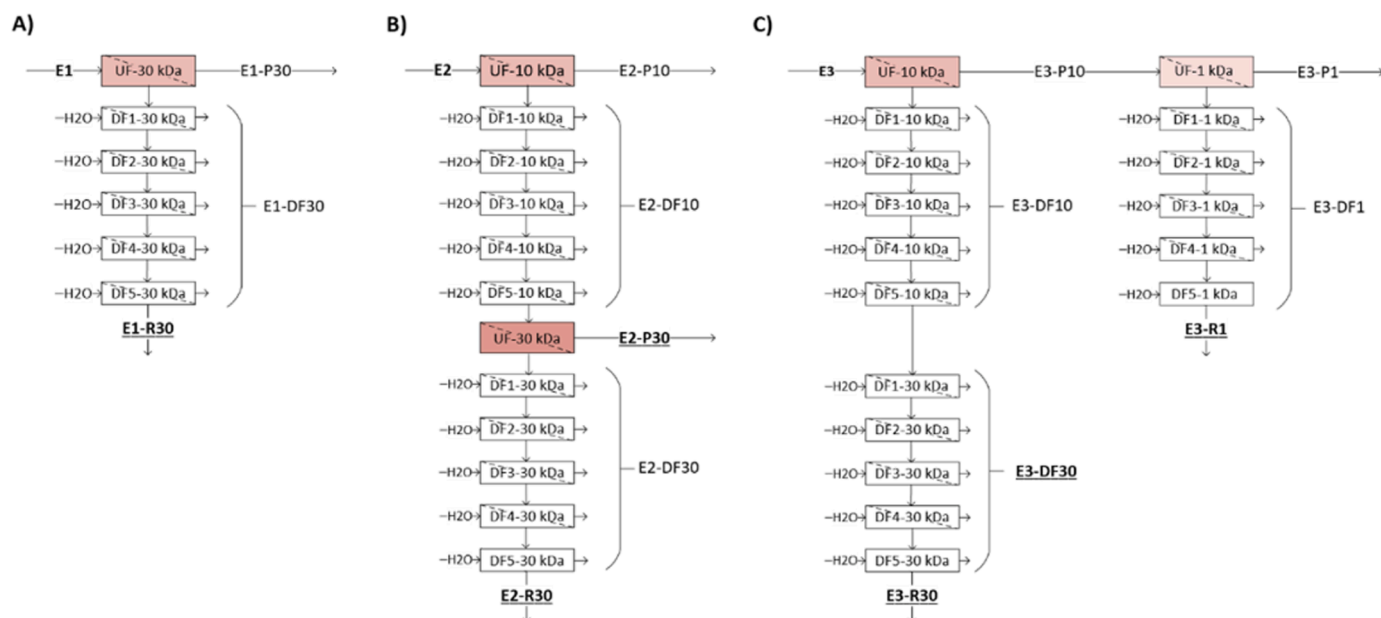 A)
E1
UF-30 kDa
E1-P30
H2O
DF1-30 kDa
H2O
DF2-30 kDa
H2O
DF3-30 kDa
E1-DF30
H2O
DF4-30 kDa
H2O
DF5-30 kDa
E1-R30
B)
E2
UF-10 kDa
E2-P10
H2O
DF1-10 kDa
H2O
DF2-10 kDa
H2O
DF3-10 kDa
E2-DF10
H2O
DF4-10 kDa
H2O
DF5-10 kDa
UF-30 kDa
E2-P30
H2O
DF1-30 kDa
H2O
DF2-30 kDa
H2O
DF3-30 kDa
E2-DF30
H2O
DF4-30 kDa
H2O
DF5-30 kDa
E2-R30
C)
E3
UF-10 kDa
E3-P10
UF-1 kDa
E3-P1
H2O
DF1-10 kDa
H2O
DF2-10 kDa
H2O
DF3-10 kDa
E3-DF10
H2O
DF4-10 kDa
H2O
DF5-10 kDa
H2O
DF1-1 kDa
H2O
DF2-1 kDa
H2O
DF3-1 kDa
E3-DF1
H2O
DF4-1 kDa
H2O
DF5-1 kDa
E3-R1
H2O
DF1-30 kDa
H2O
DF2-30 kDa
H2O
DF3-30 kDa
E3-DF30
H2O
DF4-30 kDa
H2O
DF5-30 kDa
E3-R30